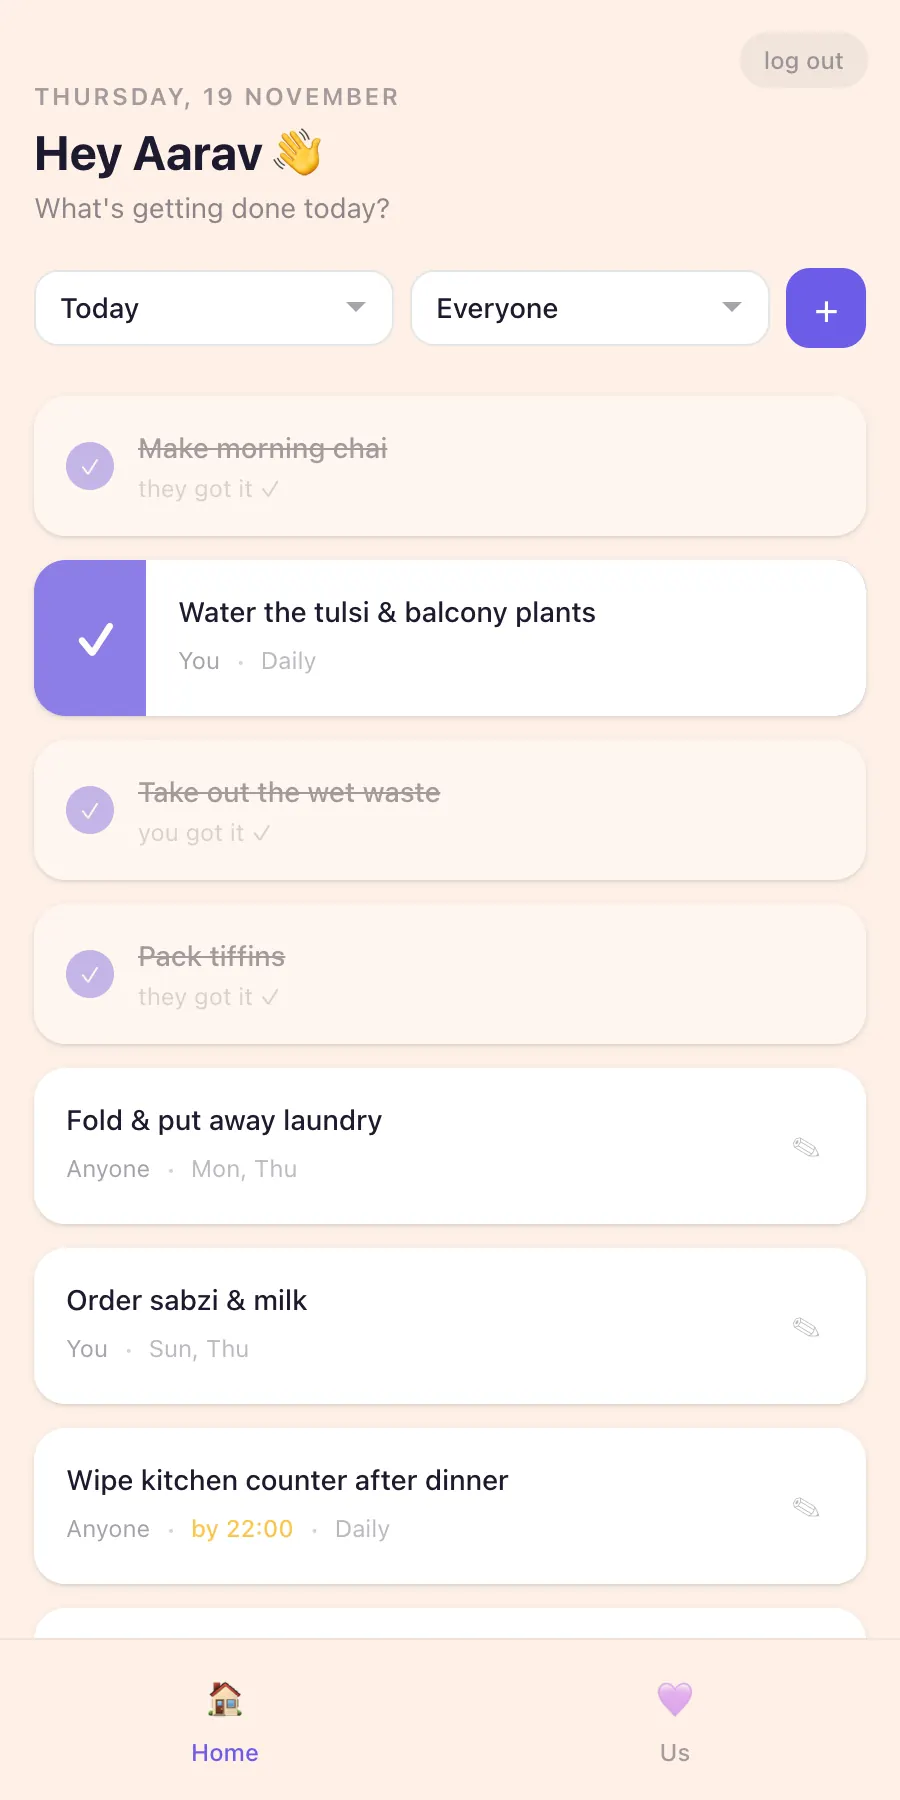 log out
THURSDAY, 19 NOVEMBER
Hey Aarav 👋
What's getting done today?
Today
Everyone
+
Make morning chai
they got it ✓
Water the tulsi & balcony plants
You · Daily
Take out the wet waste
you got it ✓
Pack tiffins
they got it ✓
Fold & put away laundry
Anyone · Mon, Thu
Order sabzi & milk
You · Sun, Thu
Wipe kitchen counter after dinner
Anyone · by 22:00 · Daily
Home
Us